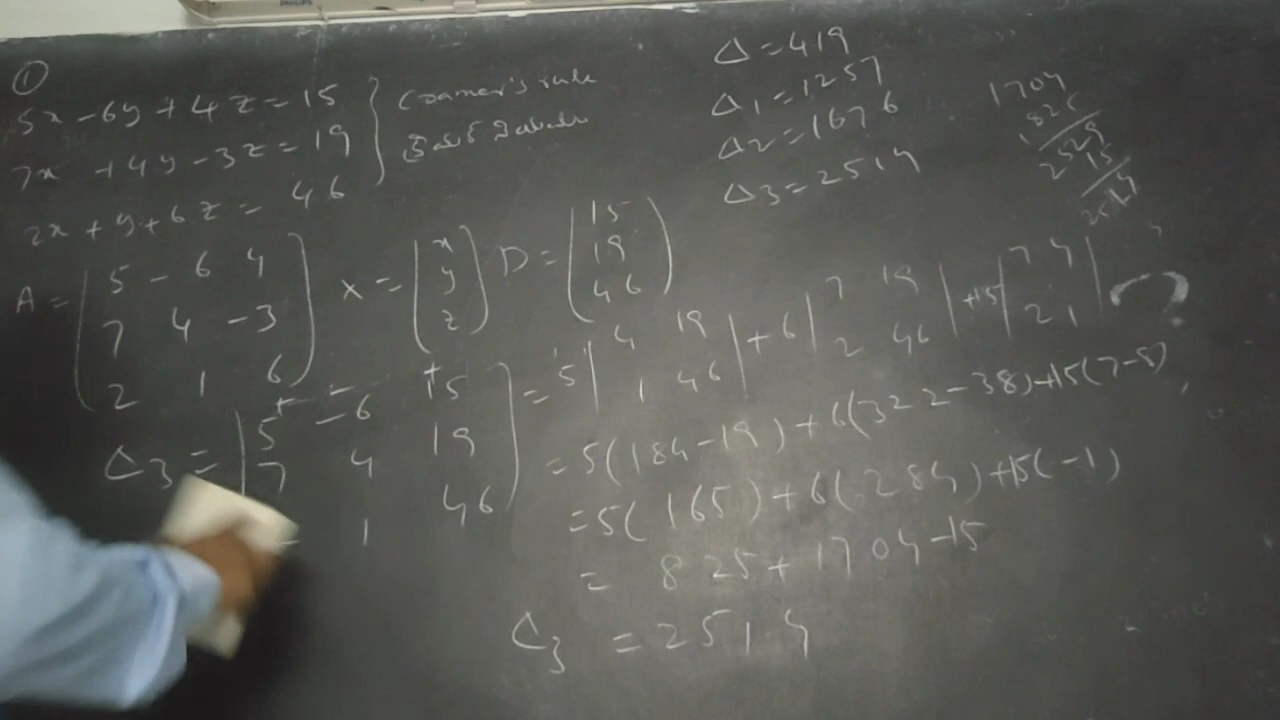 PHILIPS
①
5x - 6y + 4z = 15
7x + 4y - 3z = 19
2x + y + 6z = 46
Cramer's rule
Δ = 419
Δ1 = 1257
Δ2 = 1676
Δ3 = 2514
1704
825
2529
15
2514
A = ( 5 -6 4
7 4 -3
2 1 6 )
X = ( x
y
z )
D = ( 15
19
46 )
Δ3 = | 5 -6 15
7 4 19
1 46 | = 5 | 4 19
1 46 | + 6 | 7 19
2 46 | + 15 | 7 4
2 1 |
= 5(184 - 19) + 6(322 - 38) + 15(7 - 8)
= 5(165) + 6(284) + 15(-1)
= 825 + 1704 - 15
Δ3 = 2514